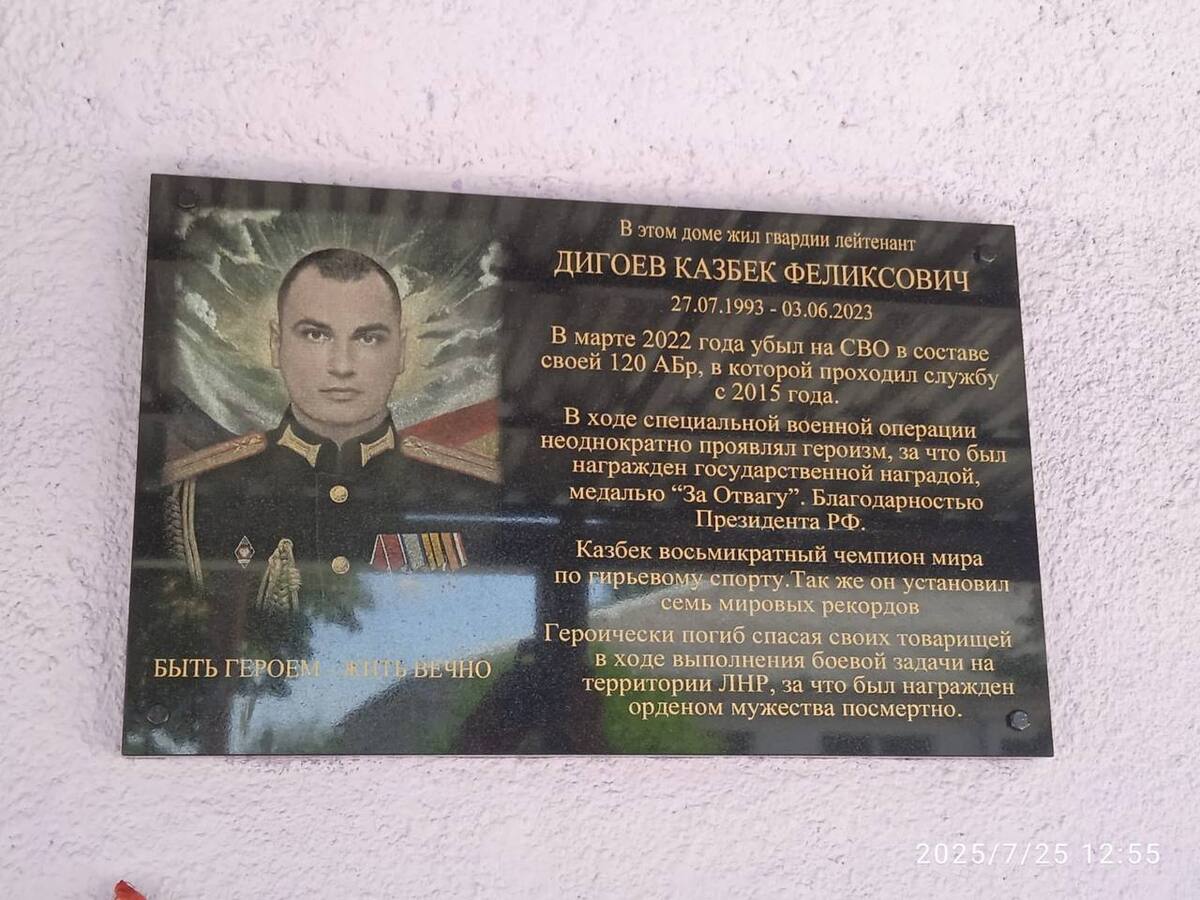 В этом доме жил гвардии лейтенант
ДИГОЕВ КАЗБЕК ФЕЛИКСОВИЧ
27.07.1993 - 03.06.2023
В марте 2022 года убыл на СВО в составе
своей 120 АБр, в которой проходил службу
с 2015 года.
В ходе специальной военной операции
неоднократно проявлял героизм, за что был
награжден государственной наградой,
медалью “За Отвагу”. Благодарностью
Президента РФ.
Казбек восьмикратный чемпион мира
по гирьевому спорту.Так же он установил
семь мировых рекордов
Героически погиб спасая своих товарищей
в ходе выполнения боевой задачи на
территории ЛНР, за что был награжден
орденом мужества посмертно.
БЫТЬ ГЕРОЕМ - ЖИТЬ ВЕЧНО
2025/7/25 12:55